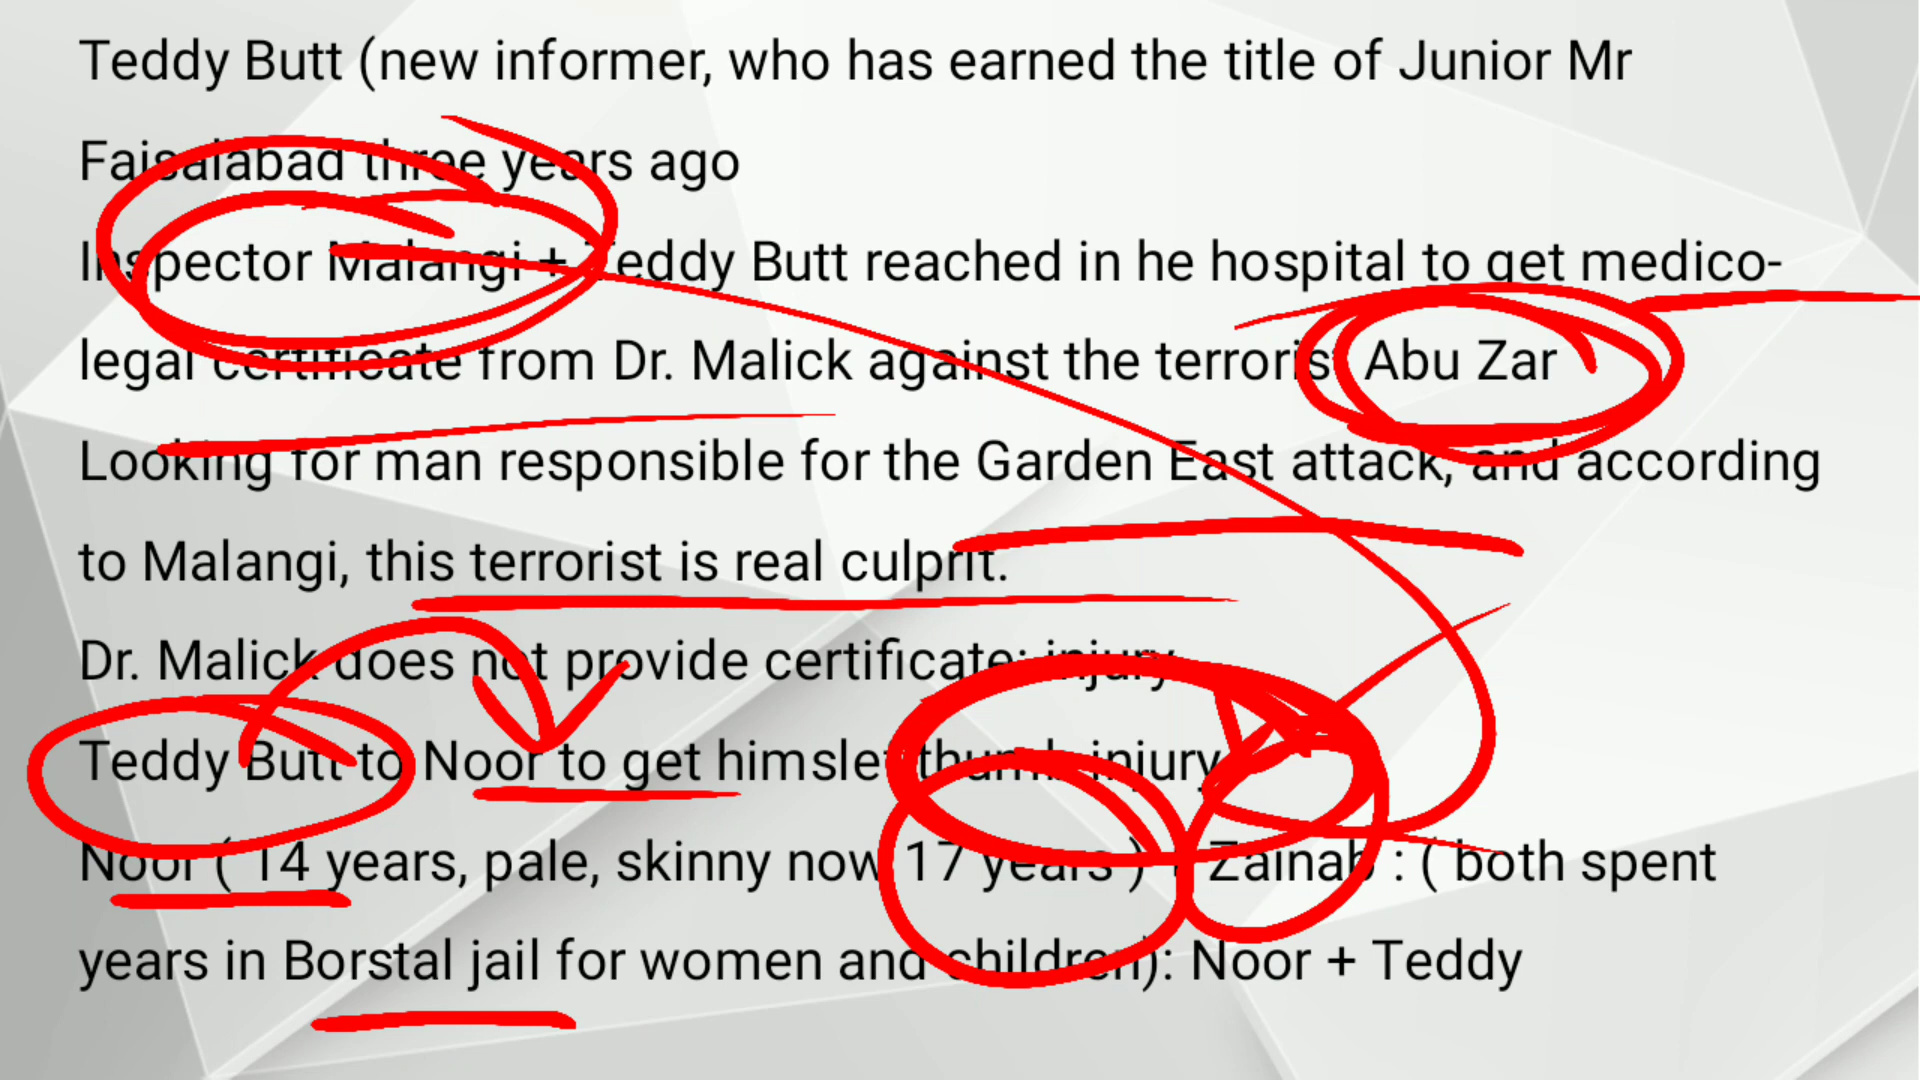 Teddy Butt (new informer, who has earned the title of Junior Mr
Faisalabad three years ago
Inspector Malangi + Teddy Butt reached in he hospital to get medico-
legal certificate from Dr. Malick against the terrorist Abu Zar
Looking for man responsible for the Garden East attack, and according
to Malangi, this terrorist is real culprit.
Dr. Malick does not provide certificate: injury
Teddy Butt to Noor to get himslef thumb injury
Noor ( 14 years, pale, skinny now 17 years ) + Zainab : ( both spent
years in Borstal jail for women and children): Noor + Teddy